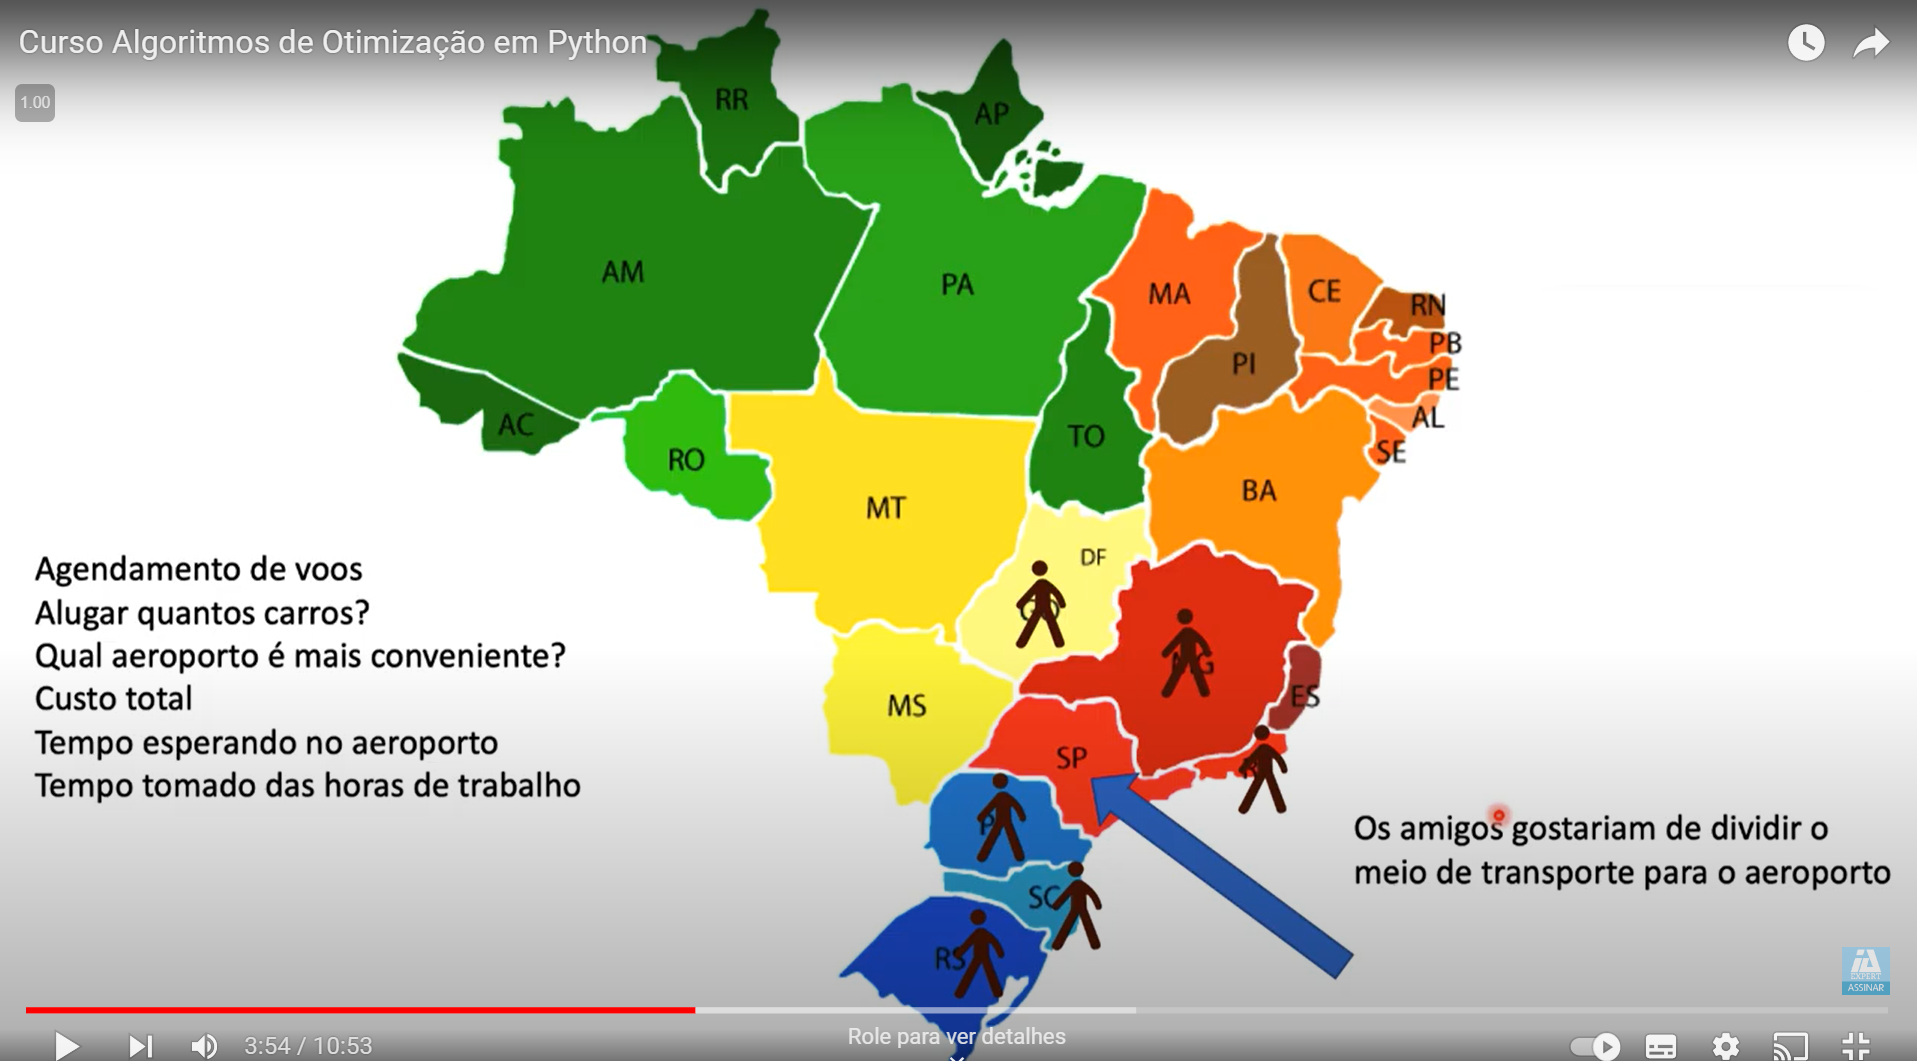 Curso Algoritmos de Otimização em Python
1.00
RR
AP
AM
PA
MA
CE
RN
PB
PI
PE
AL
AC
TO
SE
RO
BA
MT
DF
Agendamento de voos
Alugar quantos carros?
Qual aeroporto é mais conveniente?
Custo total
Tempo esperando no aeroporto
Tempo tomado das horas de trabalho
MS
ES
SP
SC
RS
Os amigos gostariam de dividir o
meio de transporte para o aeroporto
iA
EXPERT
ASSINAR
Role para ver detalhes
3:54 / 10:53